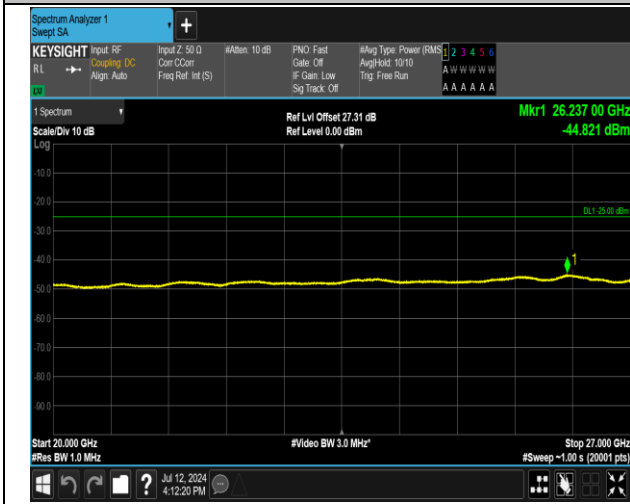 Spectrum Analyzer 1
Swept SA
+
KEYSIGHT Input: RF Input Z: 50 Ω #Atten: 10 dB PNO: Fast #Avg Type: Power (RMS 1 2 3 4 5 6
RL Coupling: DC Corr CCorr Gate: Off Avg|Hold: 10/10 A W W W W W
Align: Auto Freq Ref: Int (S) IF Gain: Low Trig: Free Run
Sig Track: Off A A A A A A
1 Spectrum Ref Lvl Offset 27.31 dB Mkr1 26.237 00 GHz
Scale/Div 10 dB Ref Level 0.00 dBm -44.821 dBm
Log
-10.0
-20.0
DL1 -25.00 dBm
-30.0
-40.0
1
-50.0
-60.0
-70.0
-80.0
-90.0
Start 20.000 GHz #Video BW 3.0 MHz* Stop 27.000 GHz
#Res BW 1.0 MHz #Sweep ~1.00 s (20001 pts)
? Jul 12, 2024
4:12:20 PM